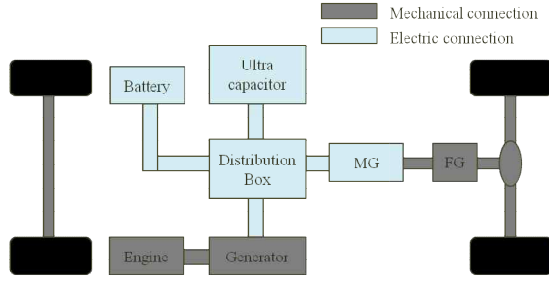 Mechanical connection
Electric connection
Ultra
capacitor
Battery
Distribution
Box
MG
FG
Engine
Generator